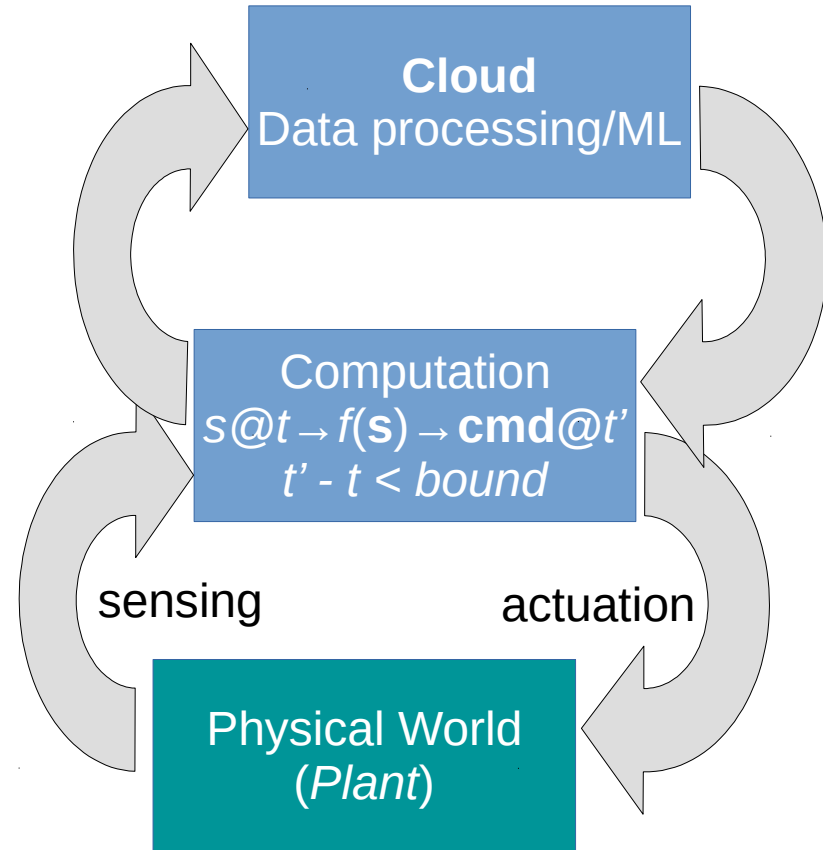 Cloud
Data processing/ML
Computation
s@t→f(s)→cmd@t’
t’ - t < bound
sensing
actuation
Physical World
(Plant)